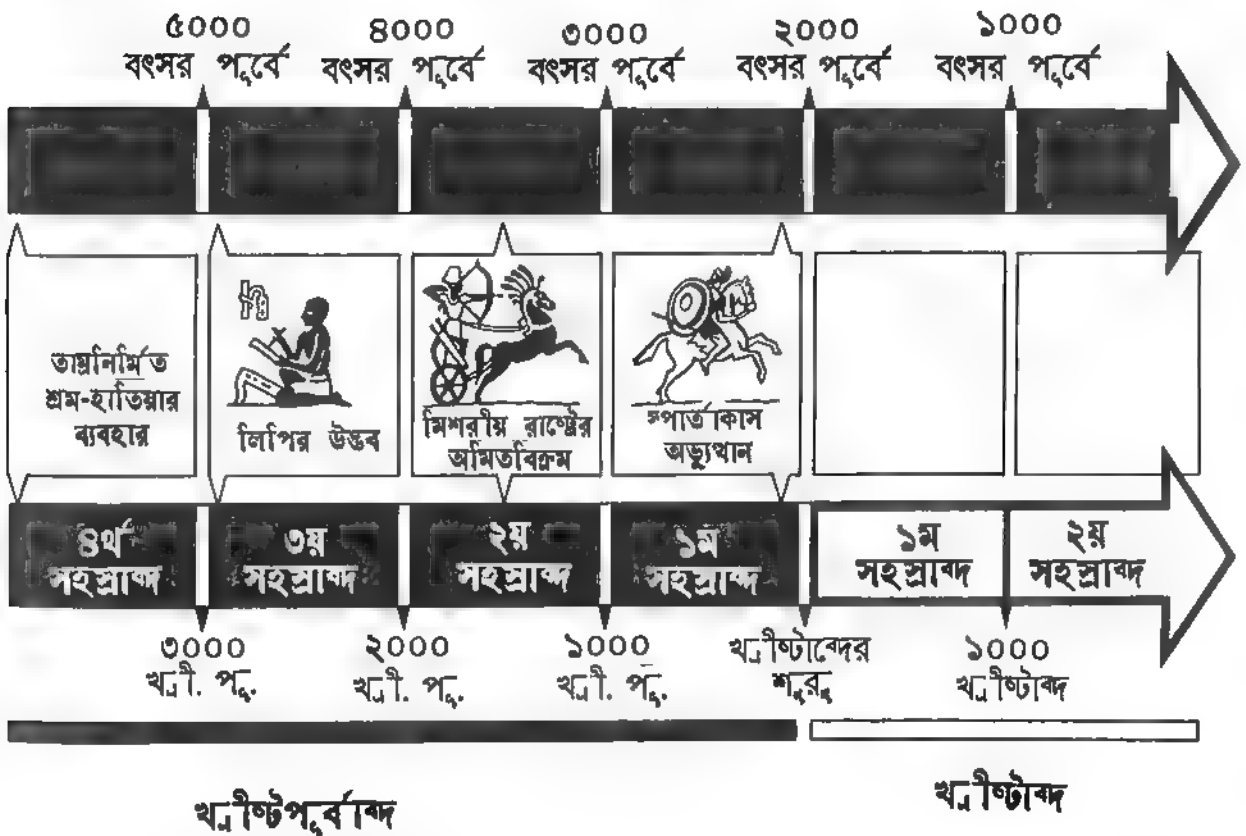 ৫০০০
বৎসর পূর্বে
৪০০০
বৎসর পূর্বে
৩০০০
বৎসর পূর্বে
২০০০
বৎসর পূর্বে
১০০০
বৎসর পূর্বে
তাম্রনির্মিত
শ্রম-হাতিয়ার
ব্যবহার
লিপির উদ্ভব
মিশরীয় রাষ্ট্রের
অমিতবিক্রম
স্পার্তাকাস
অভ্যুত্থান
৪র্থ
সহস্রাব্দ
৩য়
সহস্রাব্দ
২য়
সহস্রাব্দ
১ম
সহস্রাব্দ
১ম
সহস্রাব্দ
২য়
সহস্রাব্দ
৩০০০
খ্রী. পূ.
২০০০
খ্রী. পূ.
১০০০
খ্রী. পূ.
খ্রীষ্টাব্দের
শুরু
১০০০
খ্রীষ্টাব্দ
খ্রীষ্টপূর্বাব্দ
খ্রীষ্টাব্দ